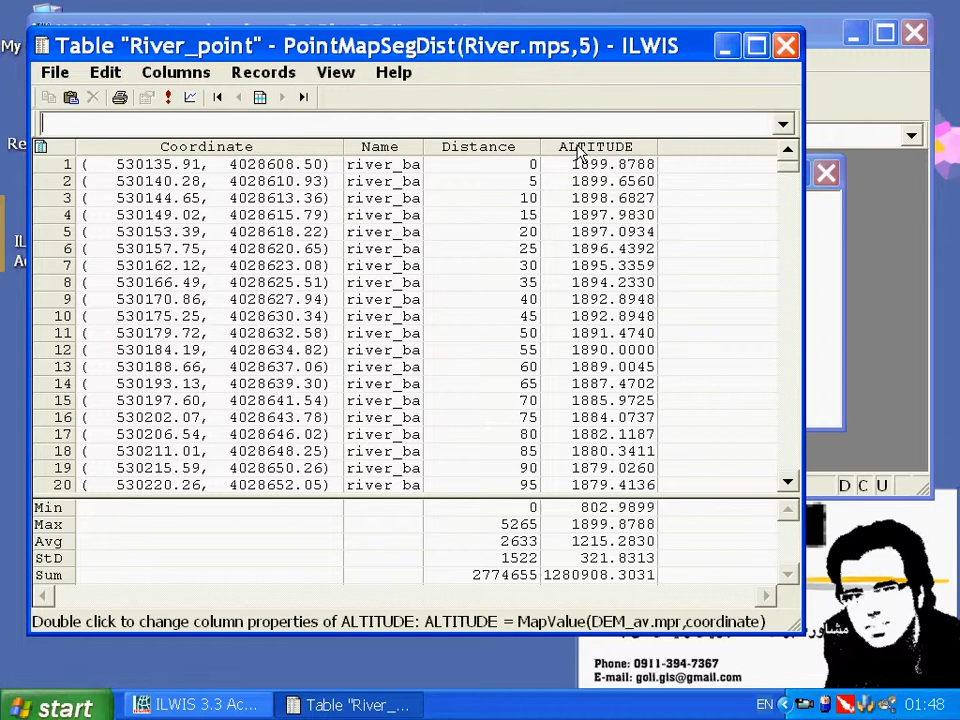 Table "River_point" - PointMapSegDist(River.mps,5) - ILWIS
My
File Edit Columns Records View Help
Re
Coordinate Name Distance ALTITUDE
1 ( 530135.91, 4028608.50) river_ba 0 1899.8788
2 ( 530140.28, 4028610.93) river_ba 5 1899.6560
3 ( 530144.65, 4028613.36) river_ba 10 1898.6827
4 ( 530149.02, 4028615.79) river_ba 15 1897.9830
5 ( 530153.39, 4028618.22) river_ba 20 1897.0934
6 ( 530157.75, 4028620.65) river_ba 25 1896.4392
7 ( 530162.12, 4028623.08) river_ba 30 1895.3359
8 ( 530166.49, 4028625.51) river_ba 35 1894.2330
9 ( 530170.86, 4028627.94) river_ba 40 1892.8948
10 ( 530175.25, 4028630.34) river_ba 45 1892.8948
11 ( 530179.72, 4028632.58) river_ba 50 1891.4740
12 ( 530184.19, 4028634.82) river_ba 55 1890.0000
13 ( 530188.66, 4028637.06) river_ba 60 1889.0045
14 ( 530193.13, 4028639.30) river_ba 65 1887.4702
15 ( 530197.60, 4028641.54) river_ba 70 1885.9725
16 ( 530202.07, 4028643.78) river_ba 75 1884.0737
17 ( 530206.54, 4028646.02) river_ba 80 1882.1187
18 ( 530211.01, 4028648.25) river_ba 85 1880.3411
19 ( 530215.59, 4028650.26) river_ba 90 1879.0260
20 ( 530220.26, 4028652.05) river_ba 95 1879.4136
D C U
Min 0 802.9899
Max 5265 1899.8788
Avg 2633 1215.2830
StD 1522 321.8313
Sum 2774655 1280908.3031
Double click to change column properties of ALTITUDE: ALTITUDE = MapValue(DEM_av.mpr,coordinate)
Phone: 0911-394-7367
E-mail: goli.gis@gmail.com
start ILWIS 3.3 Aca... Table "River_... EN 01:48